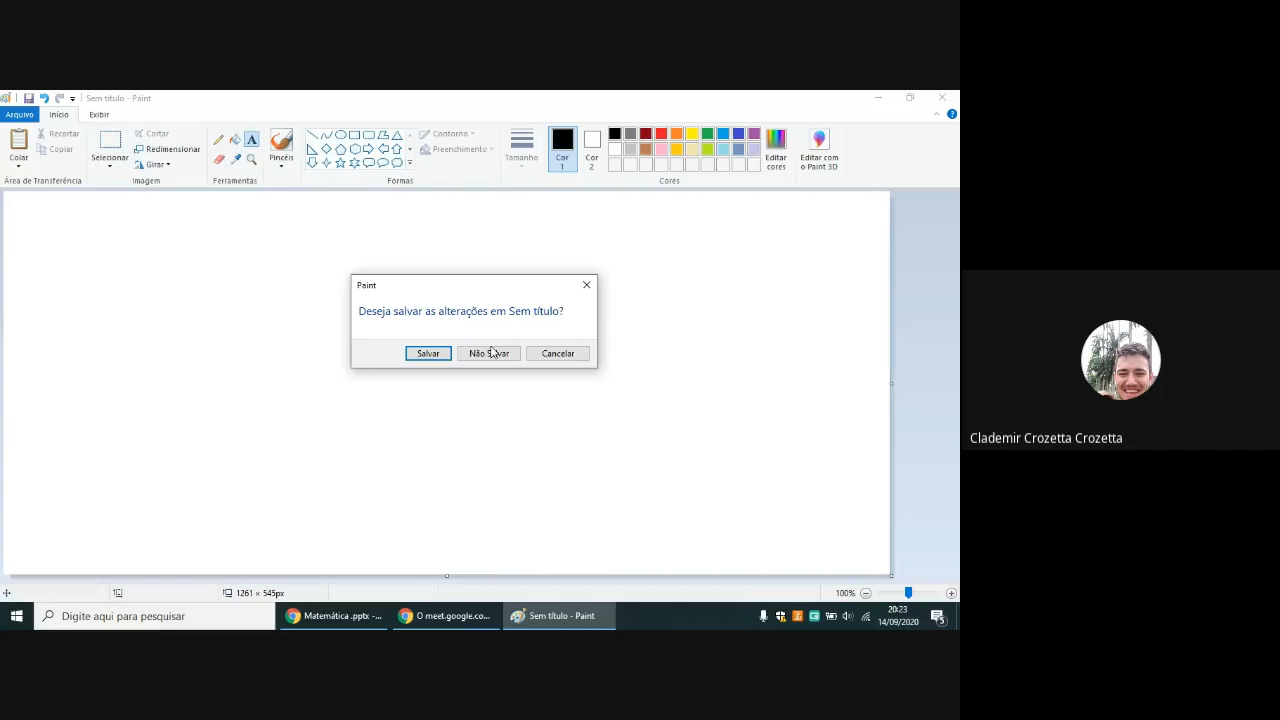 Sem título - Paint
Arquivo Início Exibir
Colar
Recortar
Copiar
Área de Transferência
Selecionar
Cortar
Redimensionar
Girar
Imagem
Ferramentas
Pincéis
Contorno
Preenchimento
Formas
Tamanho
Cor 1
Cor 2
Editar cores
Editar com o Paint 3D
Cores
Paint
Deseja salvar as alterações em Sem título?
Salvar Não Salvar Cancelar
Clademir Crozetta Crozetta
1261 × 545px
100%
Digite aqui para pesquisar
Matemática .pptx -...
O meet.google.co...
Sem título - Paint
20:23
14/09/2020
5